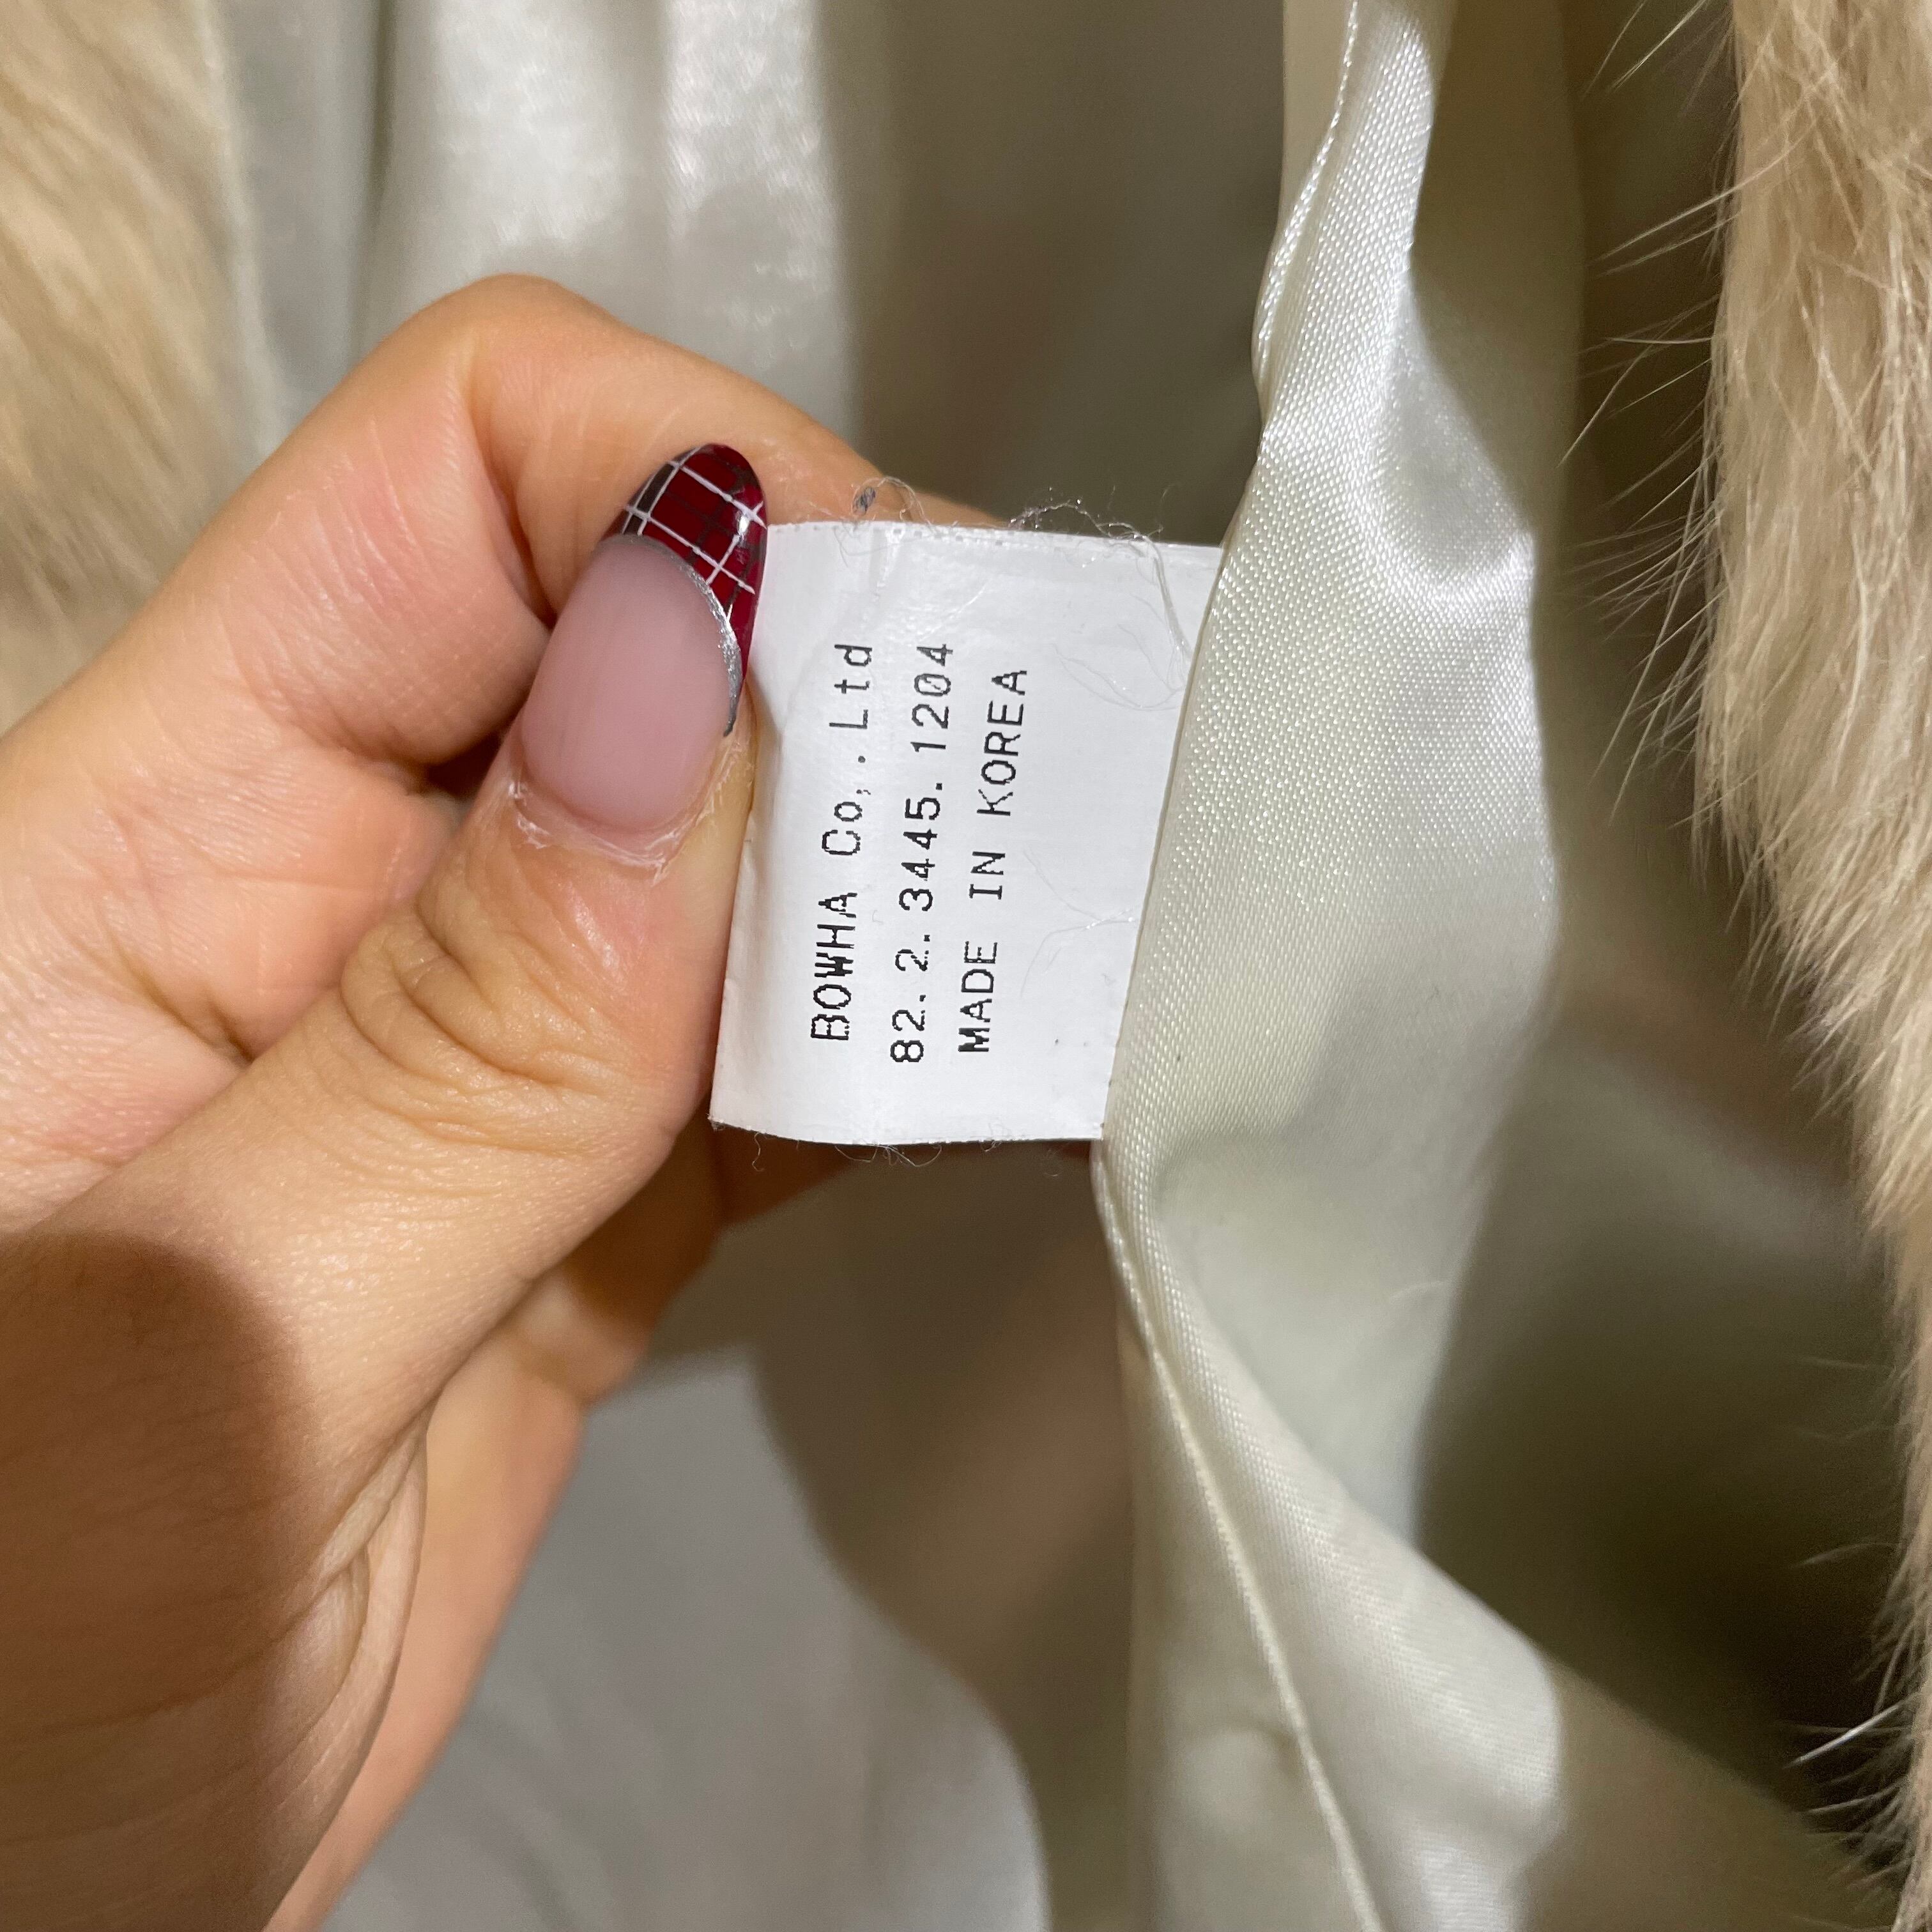 BOWHA Co,.Ltd
82.2.3445.1204
MADE IN KOREA